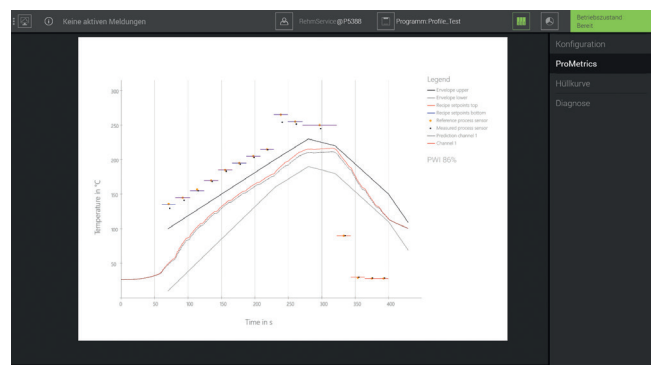 Keine aktiven Meldungen
RehmService@P5388
Programm:Profile_Test
Betriebszustand
Bereit
Konfiguration
ProMetrics
Hüllkurve
Diagnose
Legend
Envelope upper
Envelope lower
Recipe setpoints top
Recipe setpoints bottom
Reference process sensor
Measured process sensor
Prediction channel 1
Channel 1
PWI 86%
Temperature in °C
300
250
200
150
100
50
0 50 100 150 200 250 300 350 400
Time in s